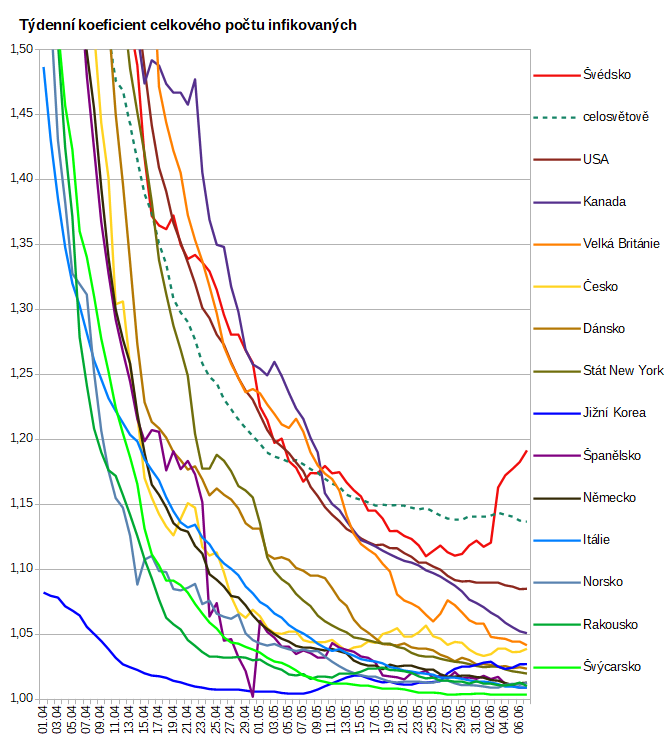 Týdenní koeficient celkového počtu infikovaných
1,50
1,45
1,40
1,35
1,30
1,25
1,20
1,15
1,10
1,05
1,00
01.04
03.04
05.04
07.04
09.04
11.04
13.04
15.04
17.04
19.04
21.04
23.04
25.04
27.04
29.04
01.05
03.05
05.05
07.05
09.05
11.05
13.05
15.05
17.05
19.05
21.05
23.05
25.05
27.05
29.05
31.05
02.06
04.06
06.06
Švédsko
celosvětově
USA
Kanada
Velká Británie
Česko
Dánsko
Stát New York
Jižní Korea
Španělsko
Německo
Itálie
Norsko
Rakousko
Švýcarsko